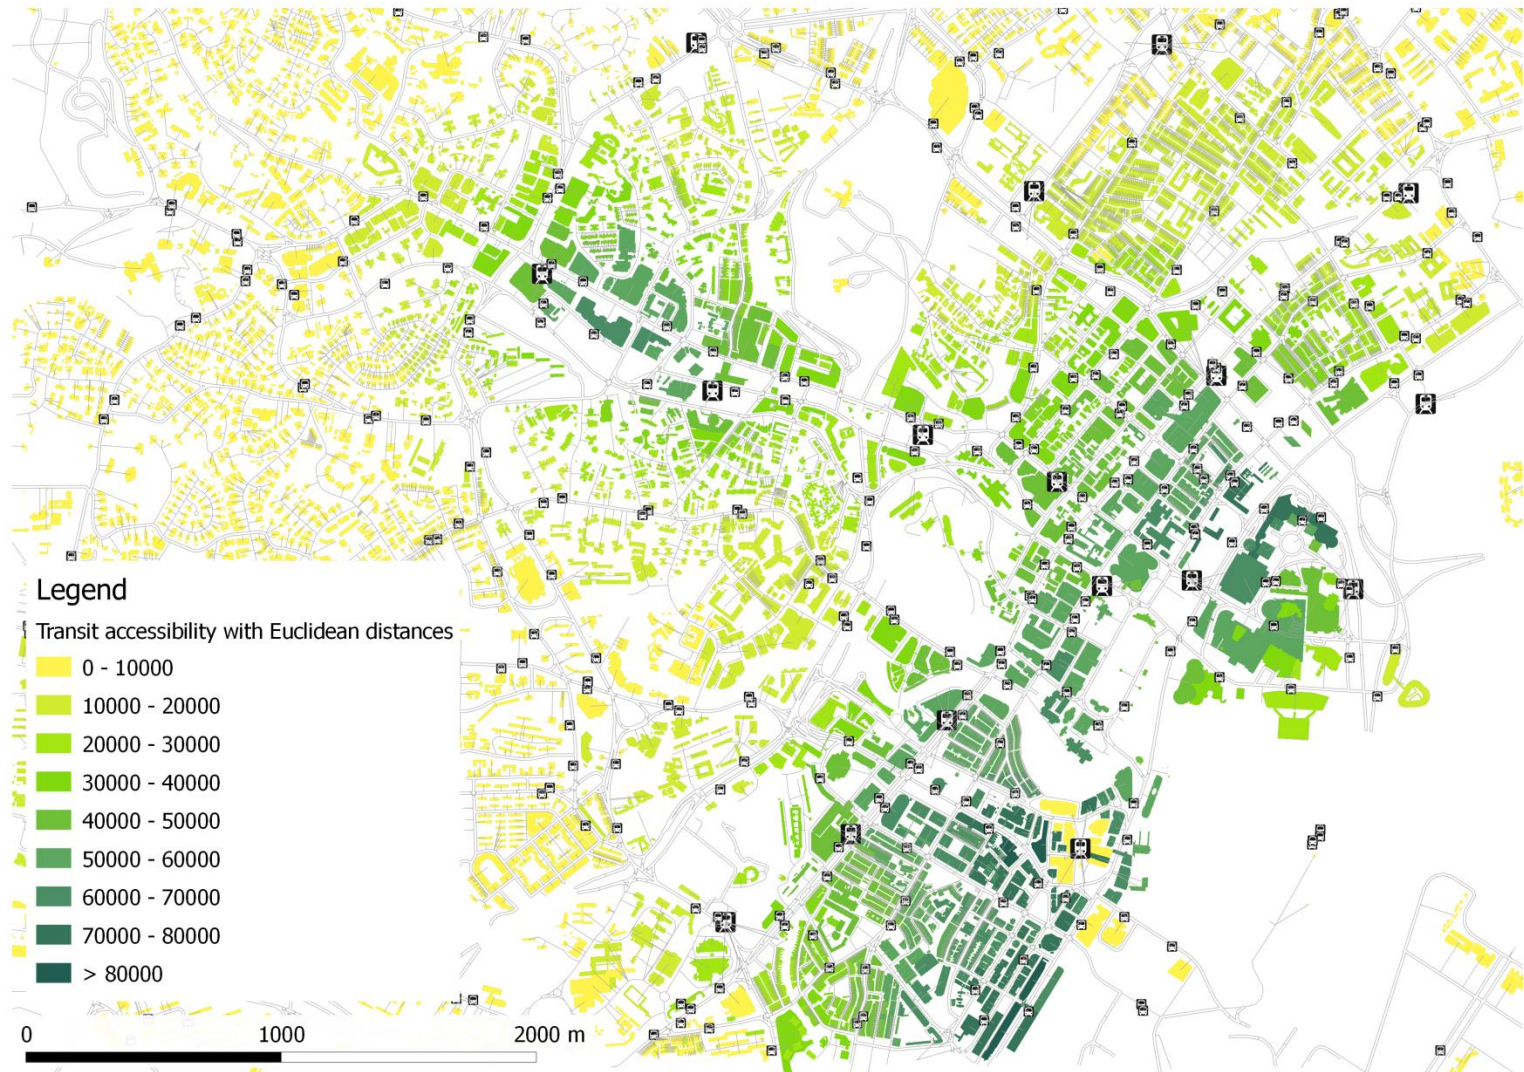 Legend
Transit accessibility with Euclidean distances
0 - 10000
10000 - 20000
20000 - 30000
30000 - 40000
40000 - 50000
50000 - 60000
60000 - 70000
70000 - 80000
> 80000
0 1000 2000 m